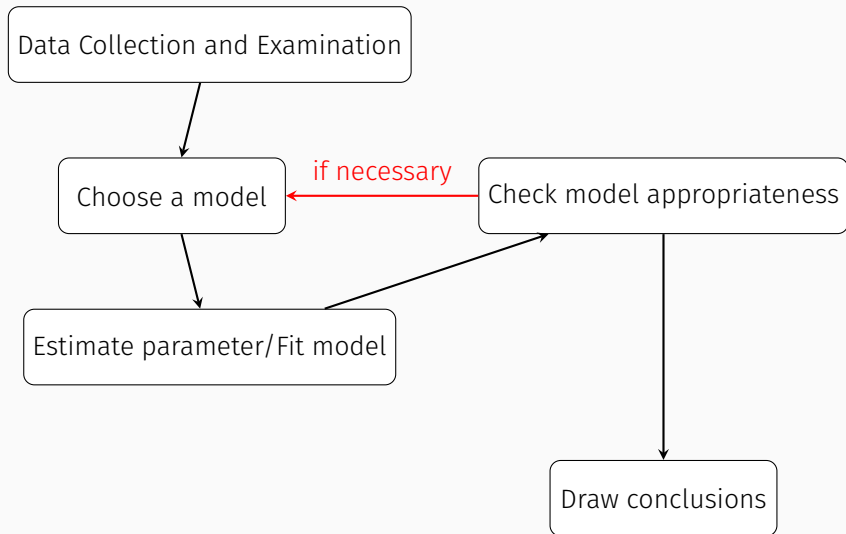 Data Collection and Examination
if necessary
Choose a model
Check model appropriateness
Estimate parameter/Fit model
Draw conclusions